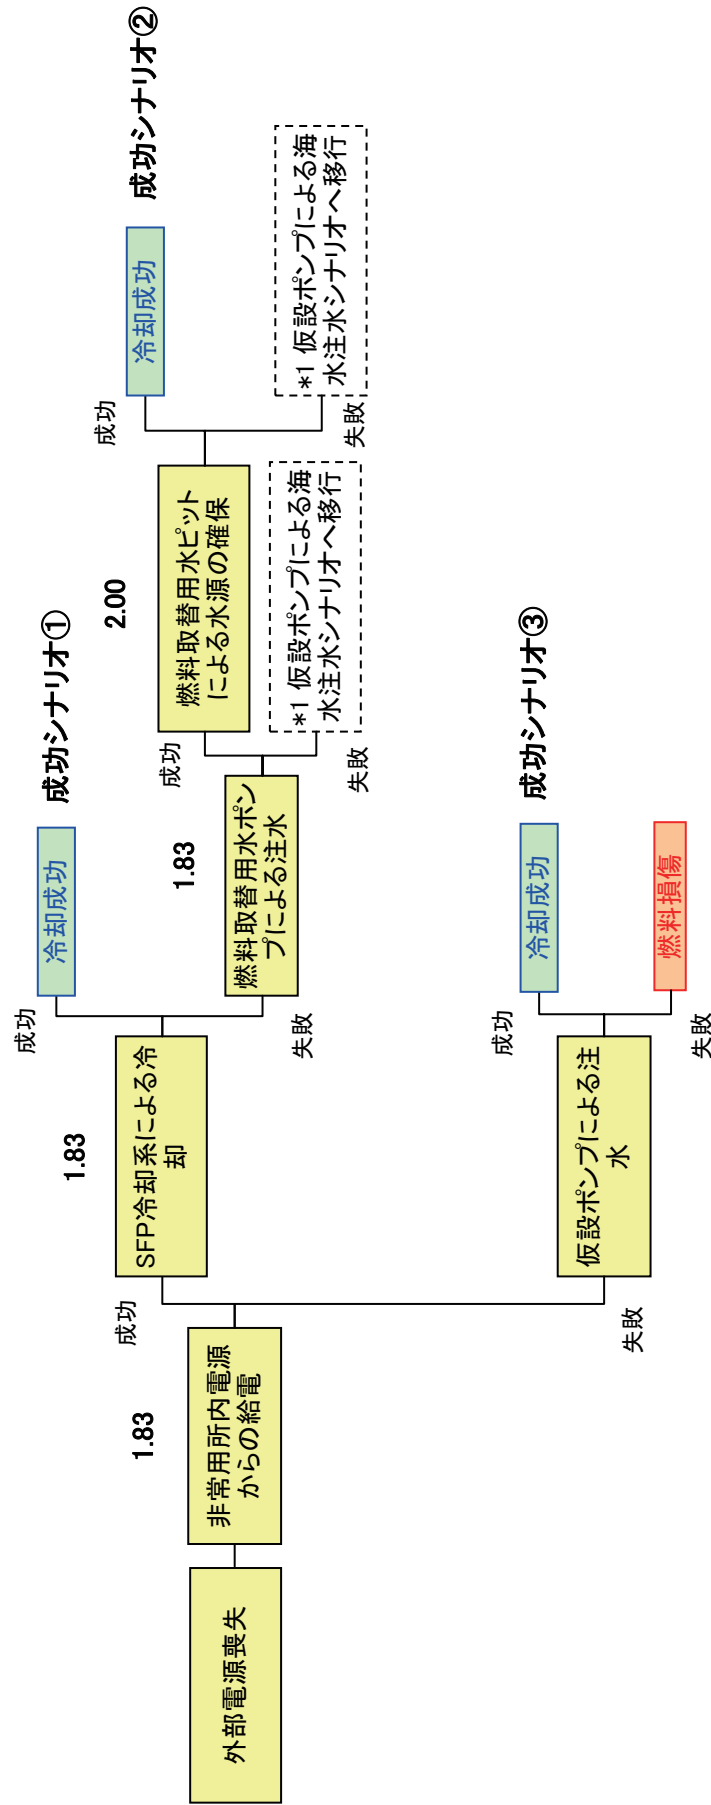 外部電源喪失
1.83
非常用所内電源
からの給電
成功
失敗
1.83
SFP冷却系による冷
却
成功
失敗
冷却成功
成功シナリオ①
1.83
燃料取替用水ポン
プによる注水
成功
失敗
2.00
燃料取替用水ピット
による水源の確保
*1 仮設ポンプによる海
水注水シナリオへ移行
成功
失敗
冷却成功
成功シナリオ②
*1 仮設ポンプによる海
水注水シナリオへ移行
仮設ポンプによる注
水
成功
失敗
冷却成功
成功シナリオ③
燃料損傷